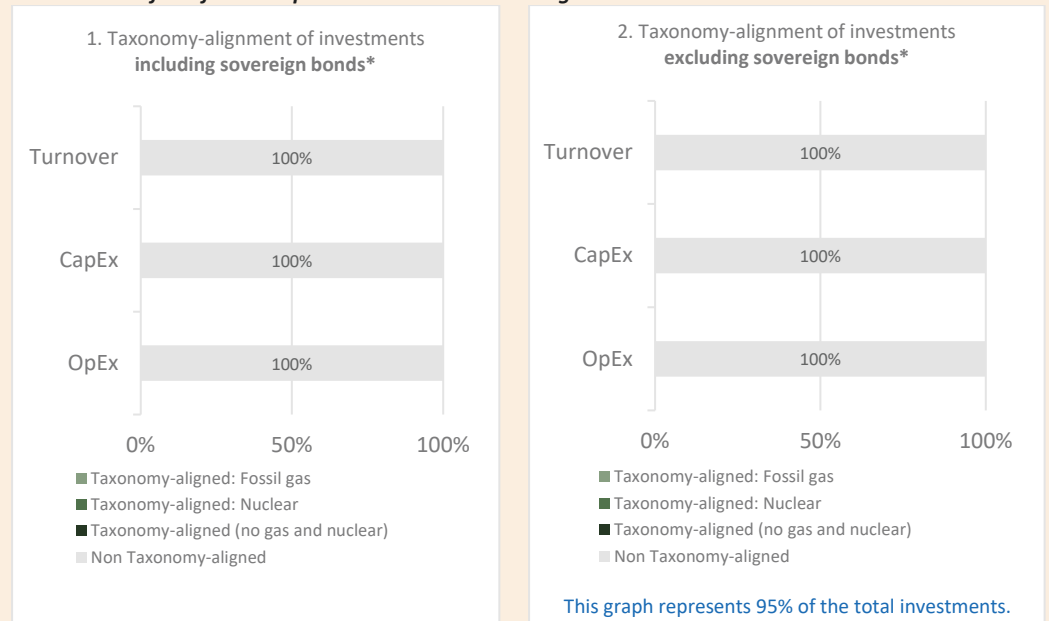 1. Taxonomy-alignment of investments
including sovereign bonds*
Turnover
100%
CapEx
100%
OpEx
100%
0% 50% 100%
Taxonomy-aligned: Fossil gas
Taxonomy-aligned: Nuclear
Taxonomy-aligned (no gas and nuclear)
Non Taxonomy-aligned
2. Taxonomy-alignment of investments
excluding sovereign bonds*
Turnover
100%
CapEx
100%
OpEx
100%
0% 50% 100%
Taxonomy-aligned: Fossil gas
Taxonomy-aligned: Nuclear
Taxonomy-aligned (no gas and nuclear)
Non Taxonomy-aligned
This graph represents 95% of the total investments.